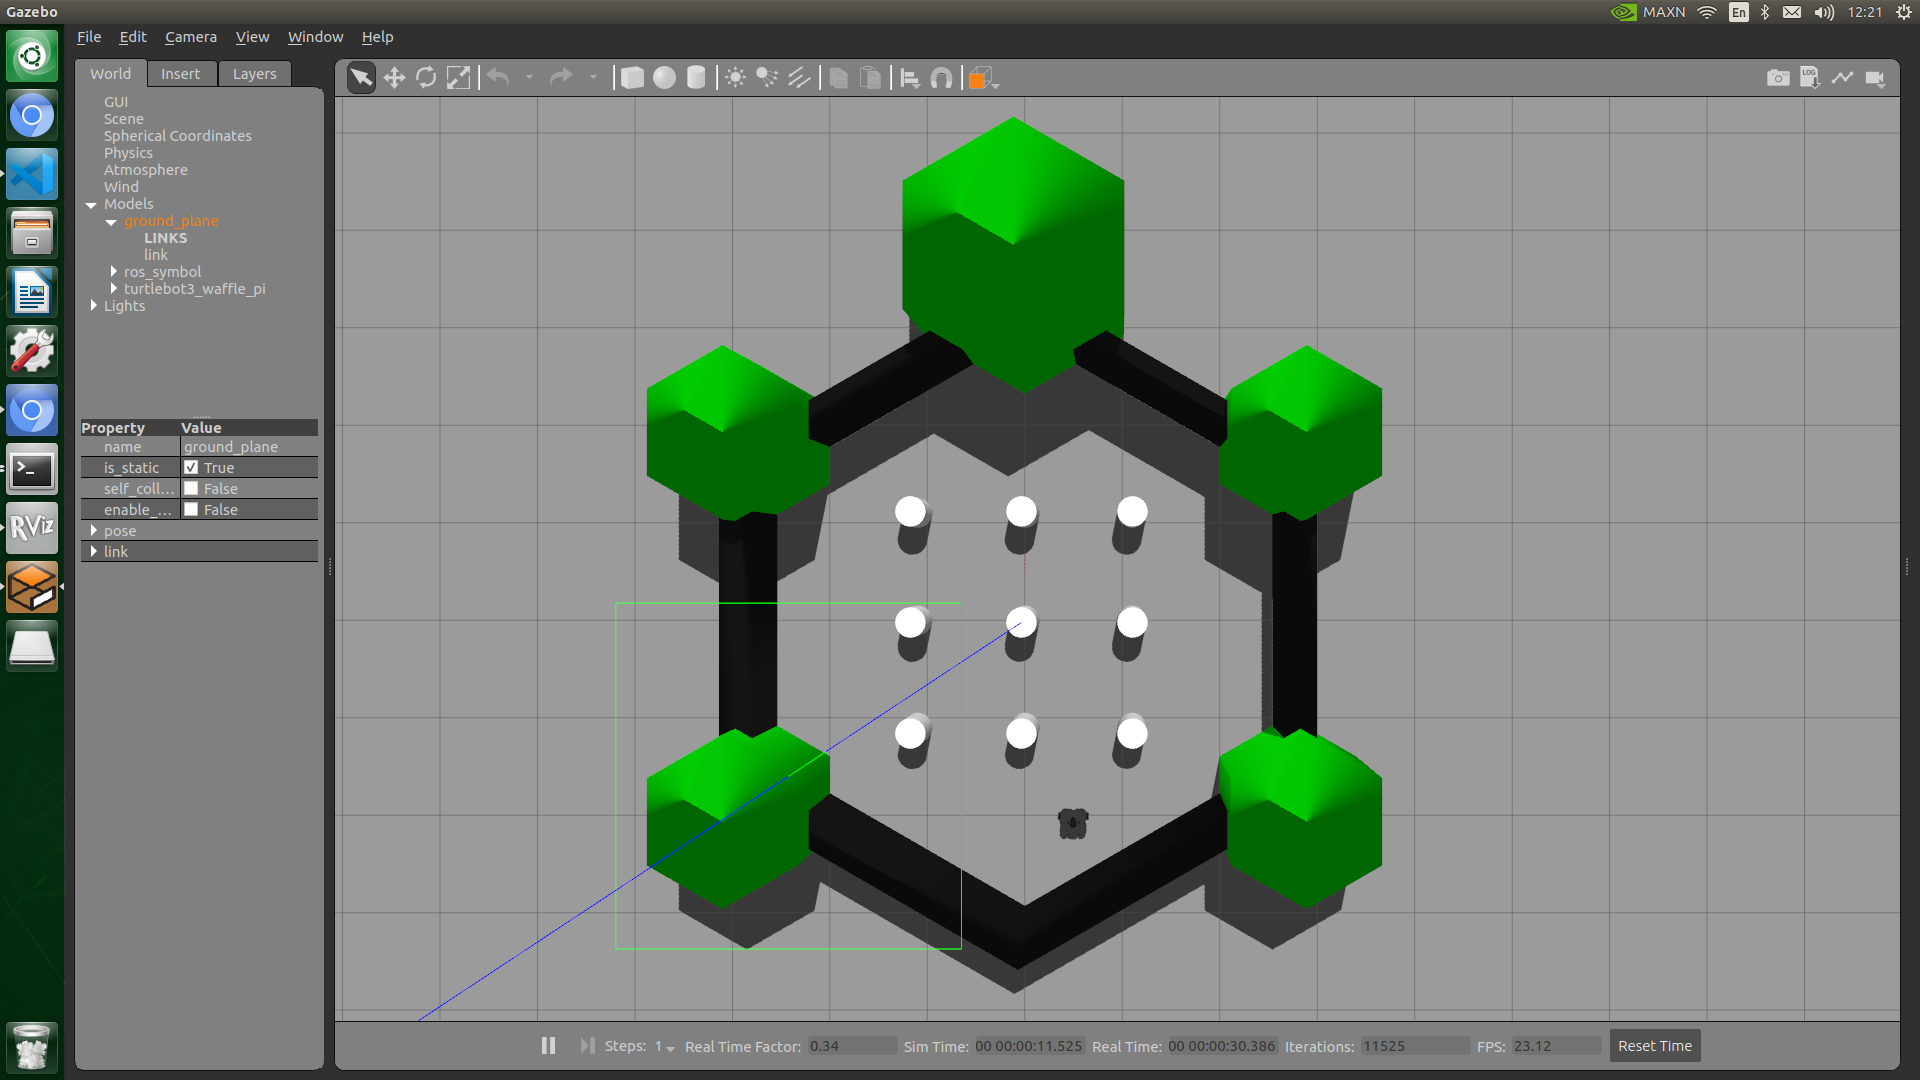 Gazebo
MAXN En 12:21
File Edit Camera View Window Help
World Insert Layers
LOG
GUI
Scene
Spherical Coordinates
Physics
Atmosphere
Wind
Models
ground_plane
LINKS
link
ros_symbol
turtlebot3_waffle_pi
Lights
Property Value
name ground_plane
is_static True
self_coll... False
enable_... False
pose
link
RViz
Steps: 1 Real Time Factor: 0.34 Sim Time: 00 00:00:11.525 Real Time: 00 00:00:30.386 Iterations: 11525 FPS: 23.12 Reset Time